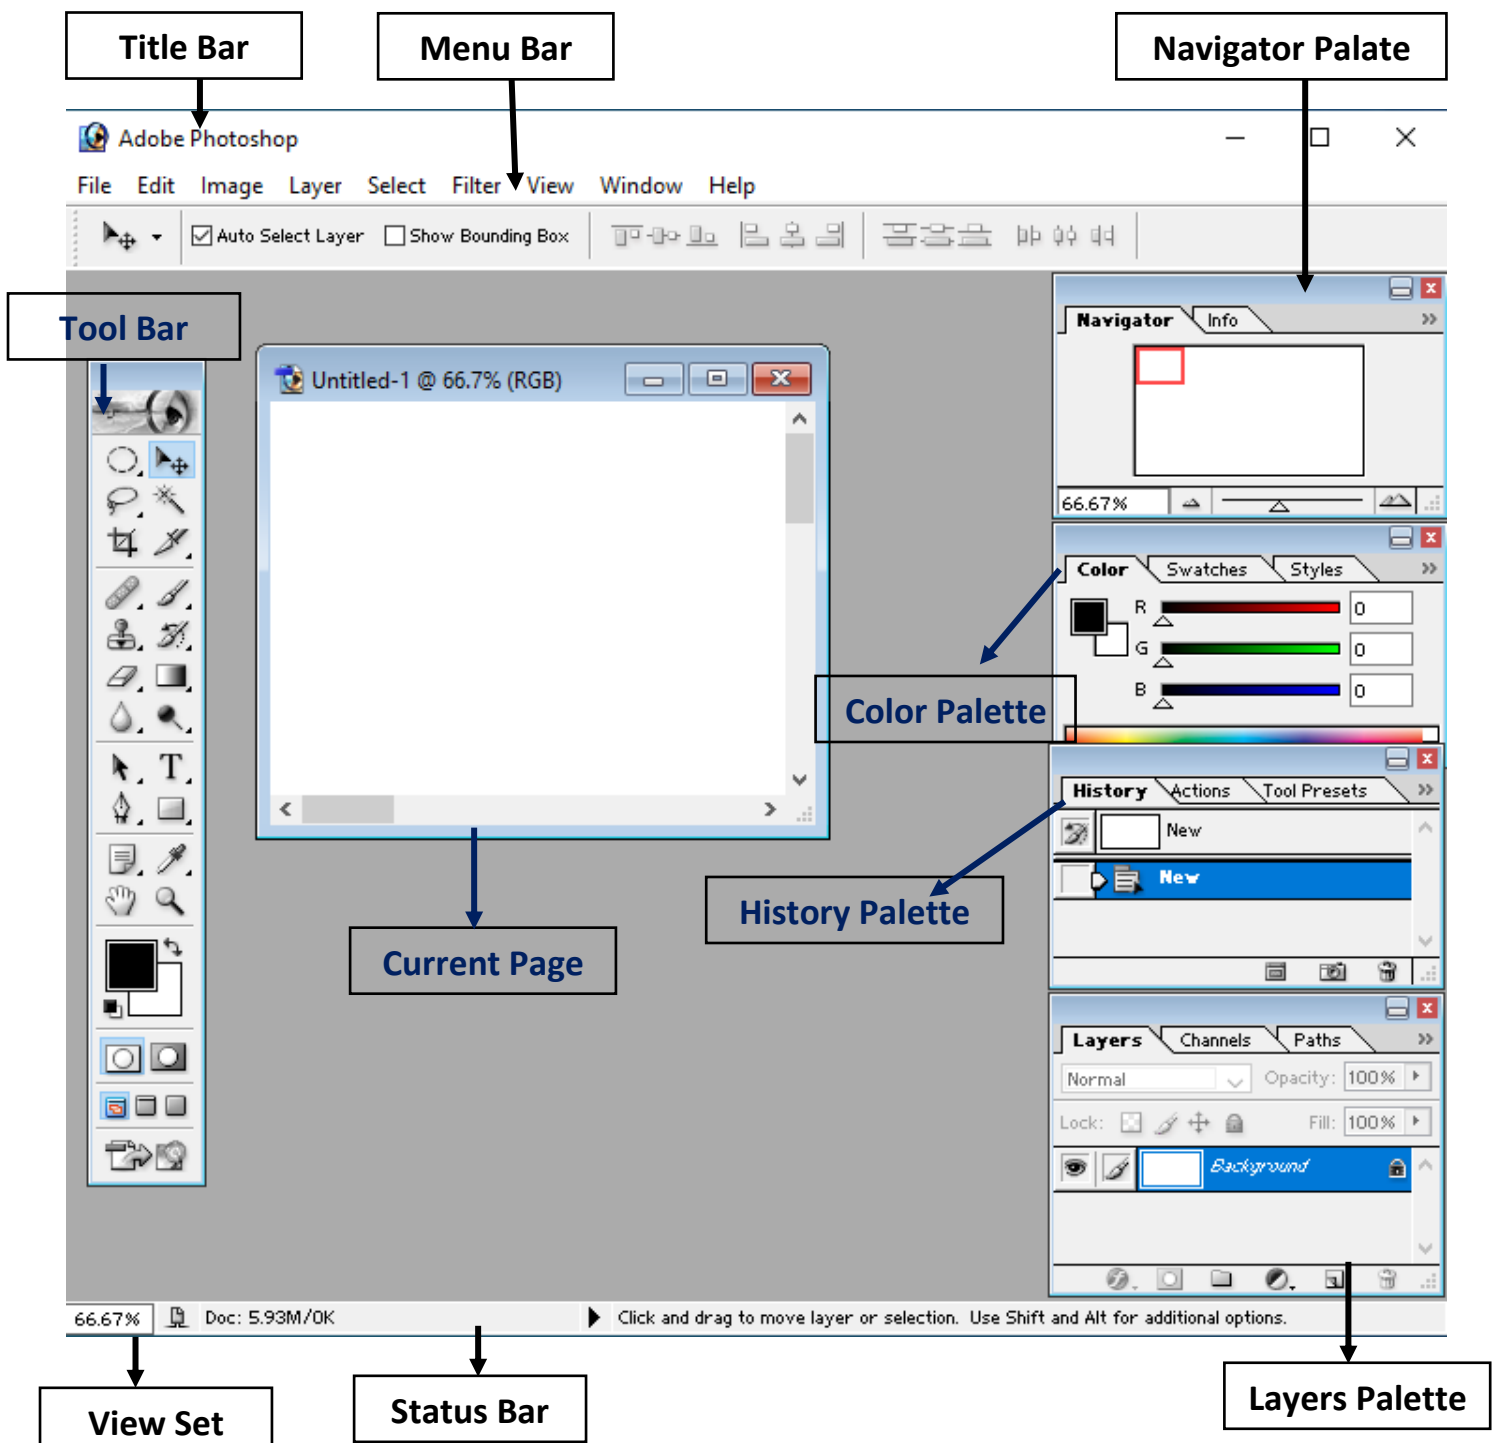 Title Bar
Menu Bar
Navigator Palate
Adobe Photoshop
File Edit Image Layer Select Filter View Window Help
Auto Select Layer Show Bounding Box
Tool Bar
Navigator Info
Untitled-1 @ 66.7% (RGB)
66.67%
Color Swatches Styles
R 0
G 0
B 0
Color Palette
T
History Actions Tool Presets
New
New
History Palette
Current Page
Layers Channels Paths
Normal Opacity: 100%
Lock: Fill: 100%
Background
66.67% Doc: 5.93M/0K Click and drag to move layer or selection. Use Shift and Alt for additional options.
View Set
Status Bar
Layers Palette